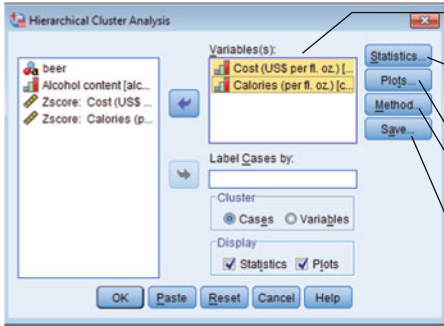 Hierarchical Cluster Analysis
Variables(s):
beer
Alcohol content [alc...
Zscore: Cost (US$ ...
Zscore: Calories (p...
Cost (US$ per fl. oz.) [...
Calories (per fl. oz.) [c...
Statistics...
Plots...
Method...
Save...
Label Cases by:
Cluster
Cases Variables
Display
Statistics Plots
OK Paste Reset Cancel Help